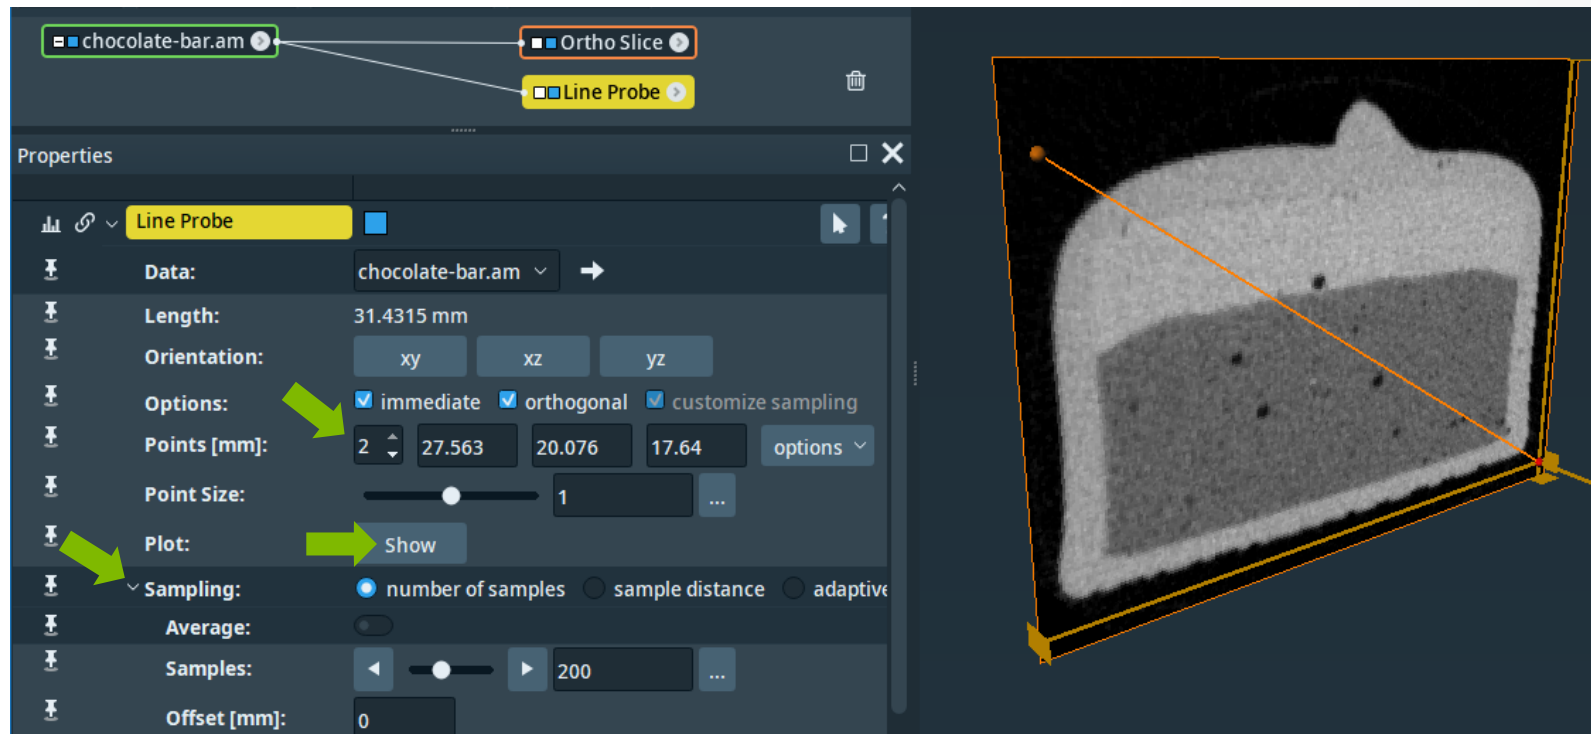 chocolate-bar.am
Ortho Slice
Line Probe
Properties
Line Probe
Data: chocolate-bar.am
Length: 31.4315 mm
Orientation: xy xz yz
Options: immediate orthogonal customize sampling
Points [mm]: 2 27.563 20.076 17.64 options
Point Size: 1 ...
Plot: Show
Sampling: number of samples sample distance adaptive
Average:
Samples: 200 ...
Offset [mm]: 0